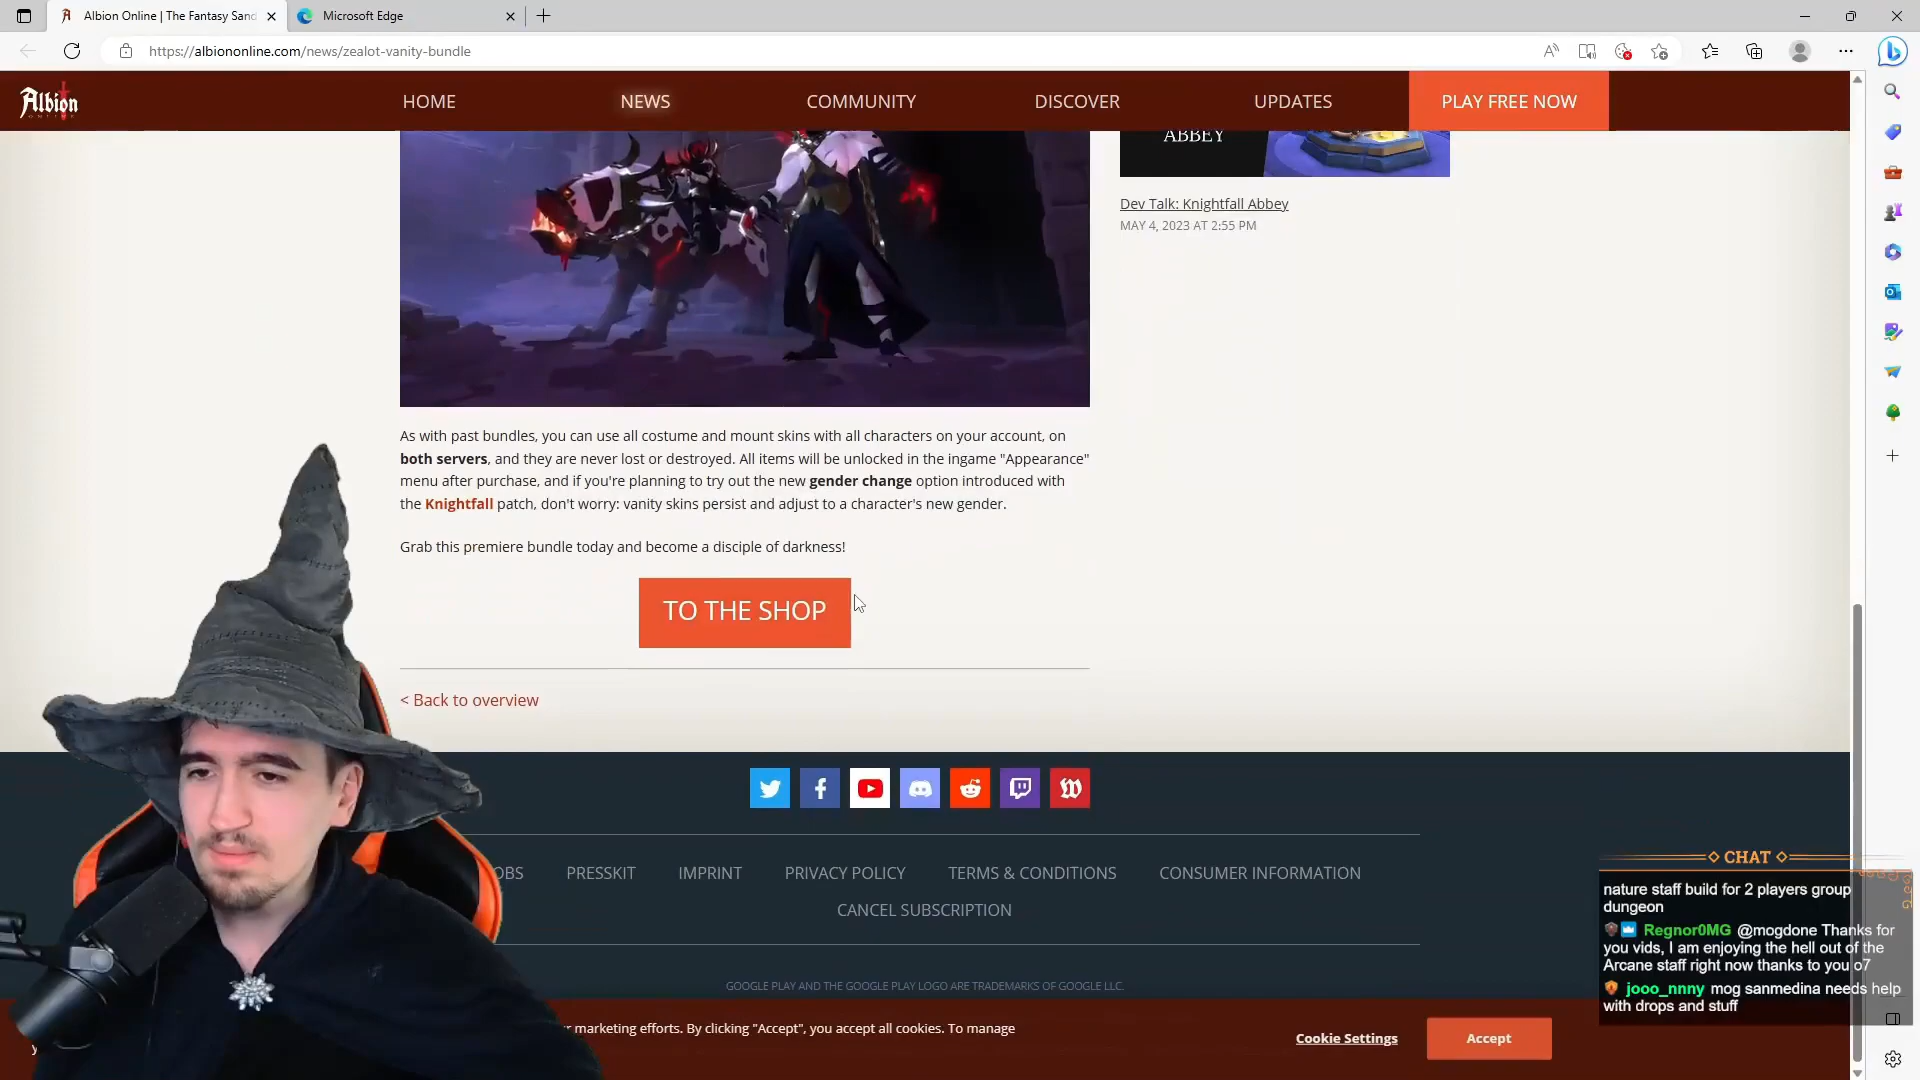 Albion Online | The Fantasy Sand
Microsoft Edge
https://albiononline.com/news/zealot-vanity-bundle
Albion
ONLINE
HOME
NEWS
COMMUNITY
DISCOVER
UPDATES
PLAY FREE NOW
ABBEY
Dev Talk: Knightfall Abbey
MAY 4, 2023 AT 2:55 PM
As with past bundles, you can use all costume and mount skins with all characters on your account, on
both servers, and they are never lost or destroyed. All items will be unlocked in the ingame "Appearance"
menu after purchase, and if you're planning to try out the new gender change option introduced with
the Knightfall patch, don't worry: vanity skins persist and adjust to a character's new gender.
Grab this premiere bundle today and become a disciple of darkness!
TO THE SHOP
< Back to overview
OBS
PRESSKIT
IMPRINT
PRIVACY POLICY
TERMS & CONDITIONS
CONSUMER INFORMATION
CANCEL SUBSCRIPTION
GOOGLE PLAY AND THE GOOGLE PLAY LOGO ARE TRADEMARKS OF GOOGLE LLC.
r marketing efforts. By clicking "Accept", you accept all cookies. To manage
y
Cookie Settings
Accept
CHAT
nature staff build for 2 players group
dungeon
Regnor0MG @mogdone Thanks for
you vids, I am enjoying the hell out of the
Arcane staff right now thanks to you o7
jooo_nnny mog sanmedina needs help
with drops and stuff